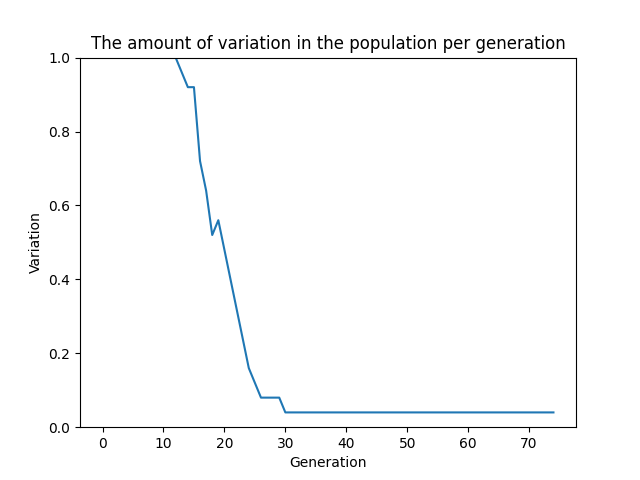 The amount of variation in the population per generation
1.0
0.8
0.6
0.4
0.2
0.0
Variation
0 10 20 30 40 50 60 70
Generation